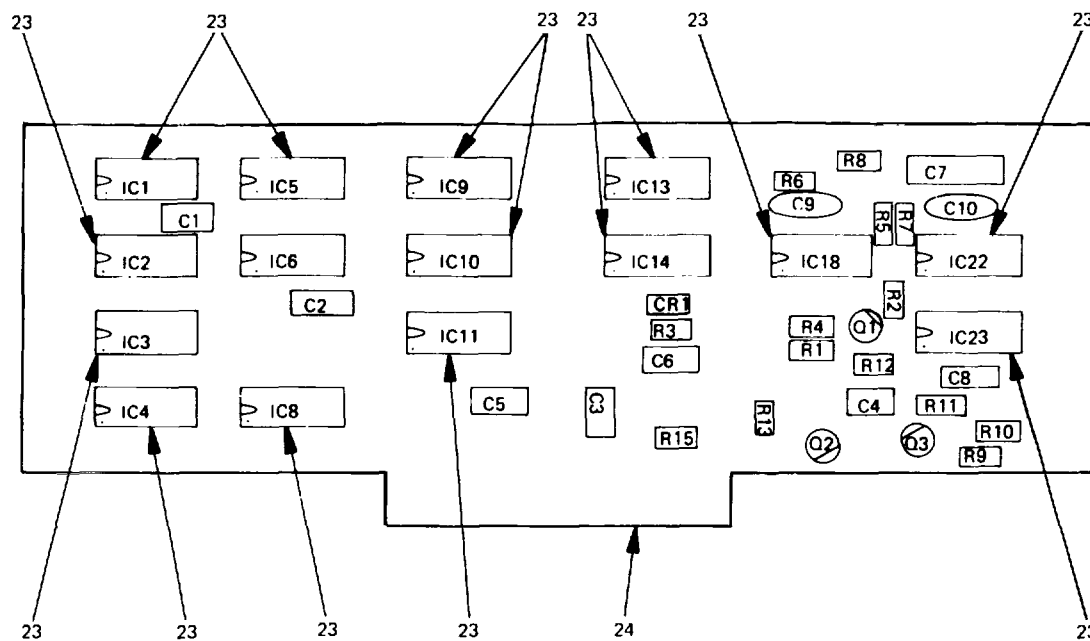 23 23 23 23 23 23
IC1 IC5 IC9 IC13 R8 C7
R6
C1 C9 R5 R7 C10
IC2 IC6 IC10 IC14 IC18 IC22
C2 CR1 R2
IC3 IC11 R3 R4 Q1 IC23
C6 R1
R12 C8
IC4 IC8 C5 C3 R13 C4 R11
R15 Q2 Q3 R10
R9
23 23 23 23 24 23